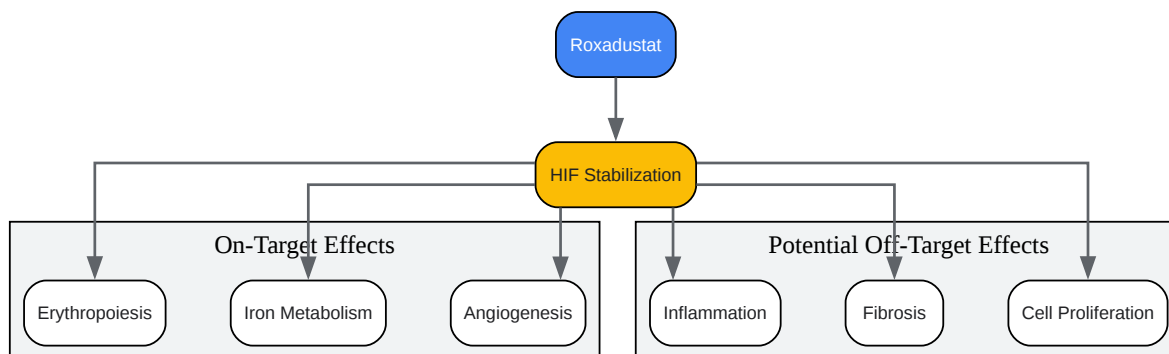 Roxadustat
HIF Stabilization
On-Target Effects
Potential Off-Target Effects
Erythropoiesis
Iron Metabolism
Angiogenesis
Inflammation
Fibrosis
Cell Proliferation